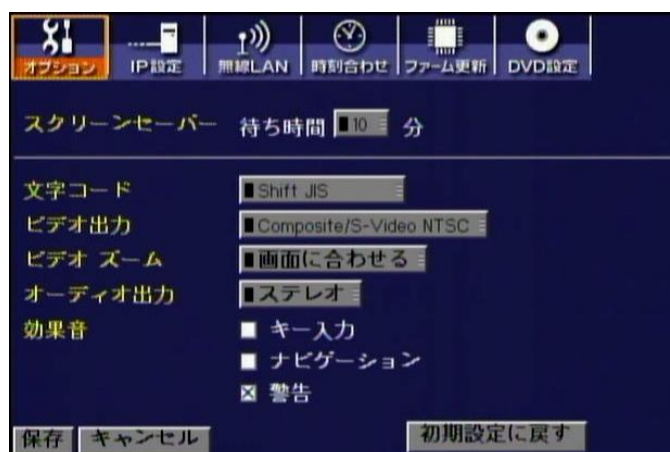 オプション IP設定 無線LAN 時刻合わせ ファーム更新 DVD設定
スクリーンセーバー 待ち時間 10 分
文字コード Shift JIS
ビデオ出力 Composite/S-Video NTSC
ビデオ ズーム 画面に合わせる
オーディオ出力 ステレオ
効果音 キー入力
ナビゲーション
警告
保存 キャンセル 初期設定に戻す